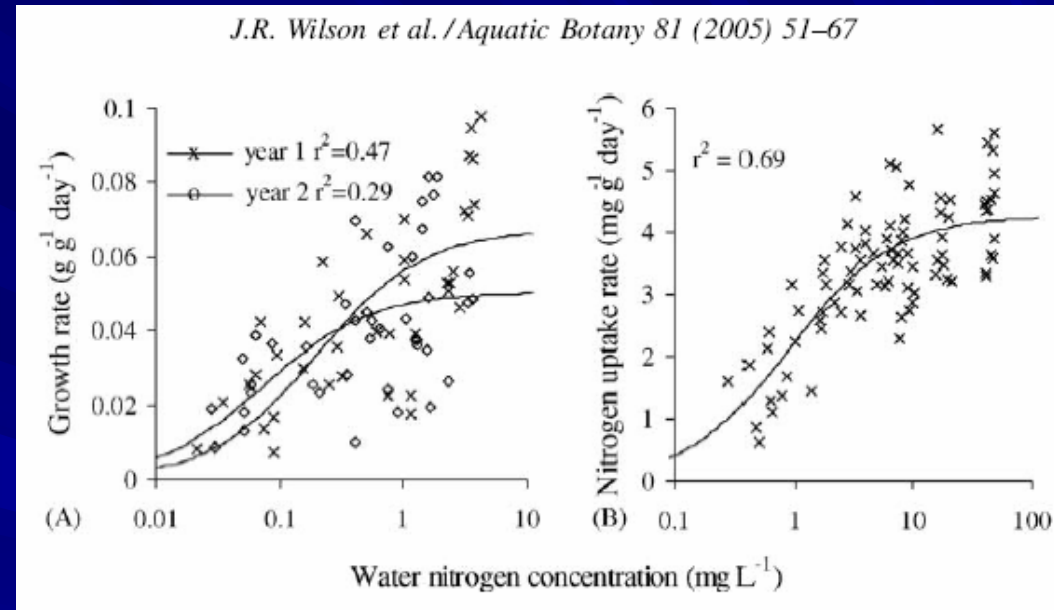 J.R. Wilson et al. / Aquatic Botany 81 (2005) 51–67
Growth rate (g g⁻¹ day⁻¹)
0.1
0.08
0.06
0.04
0.02
0
year 1 r²=0.47
year 2 r²=0.29
(A)
0.01 0.1 1 10
Nitrogen uptake rate (mg g⁻¹ day⁻¹)
6
5
4
3
2
1
0
r² = 0.69
(B)
0.1 1 10 100
Water nitrogen concentration (mg L⁻¹)